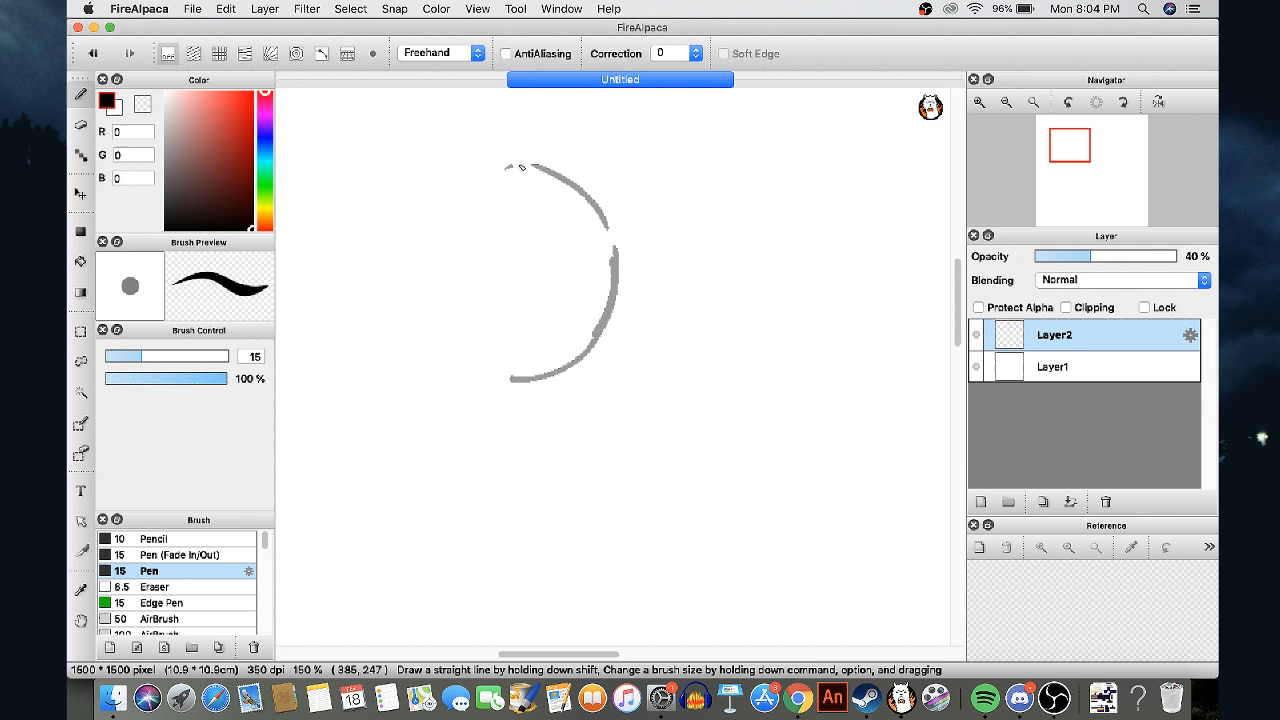 FireAlpaca File Edit Layer Filter Select Snap Color View Tool Window Help 96% Mon 8:04 PM
FireAlpaca
OFF Freehand AntiAliasing Correction 0 Soft Edge
Color
R 0
G 0
B 0
Brush Preview
Brush Control
15
100 %
Brush
10 Pencil
15 Pen (Fade In/Out)
15 Pen
8.5 Eraser
15 Edge Pen
50 AirBrush
100 AirBrush
T
Untitled
Navigator
Layer
Opacity 40 %
Blending Normal
Protect Alpha Clipping Lock
Layer2
Layer1
Reference
1500 * 1500 pixel (10.9 * 10.9cm) 350 dpi 150 % ( 385, 247 ) Draw a straight line by holding down shift, Change a brush size by holding down command, option, and dragging
18
An